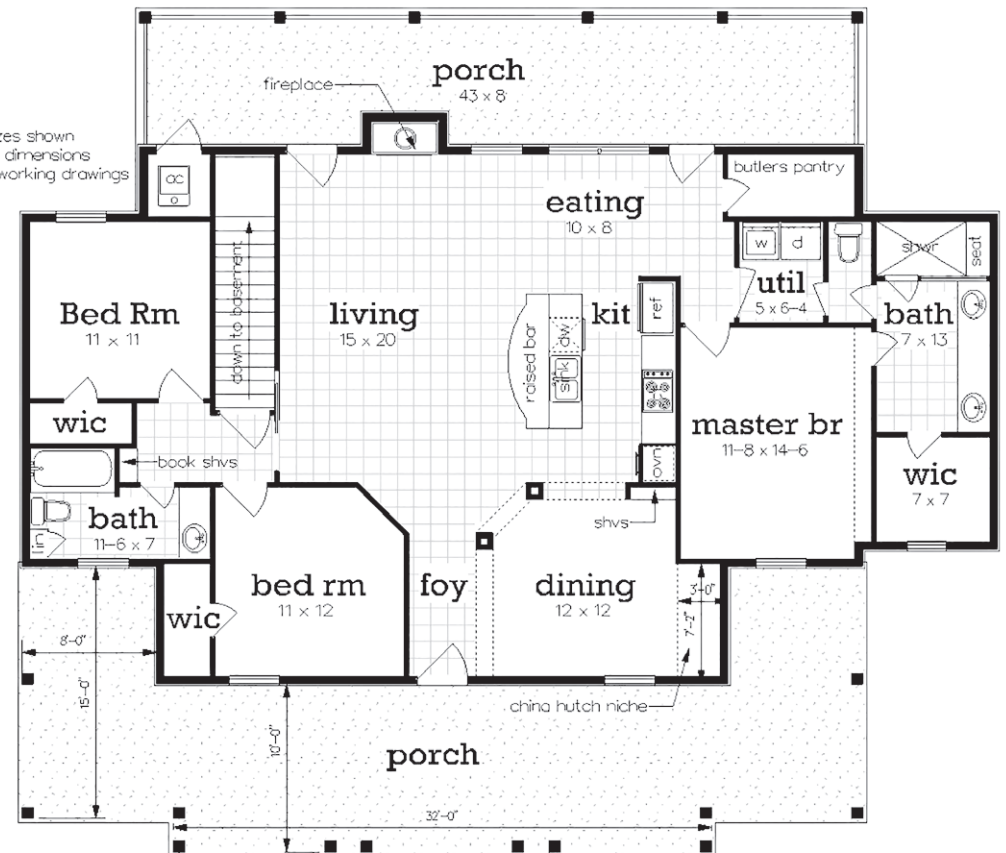 porch
43 x 8
fireplace
zes shown
dimensions
working drawings
ac
butlers pantry
eating
10 x 8
w
d
shwr
seat
util
5 x 6-4
Bed Rm
11 x 11
down to basement
living
15 x 20
raised bar
dw
sink
kit
ref
bath
7 x 13
wic
book shvs
master br
11-8 x 14-6
ovn
wic
7 x 7
shvs
bath
11-6 x 7
lin
bed rm
11 x 12
foy
dining
12 x 12
3'-0"
7'-2"
wic
8'-0"
15'-0"
10'-0"
china hutch niche
porch
32'-0"